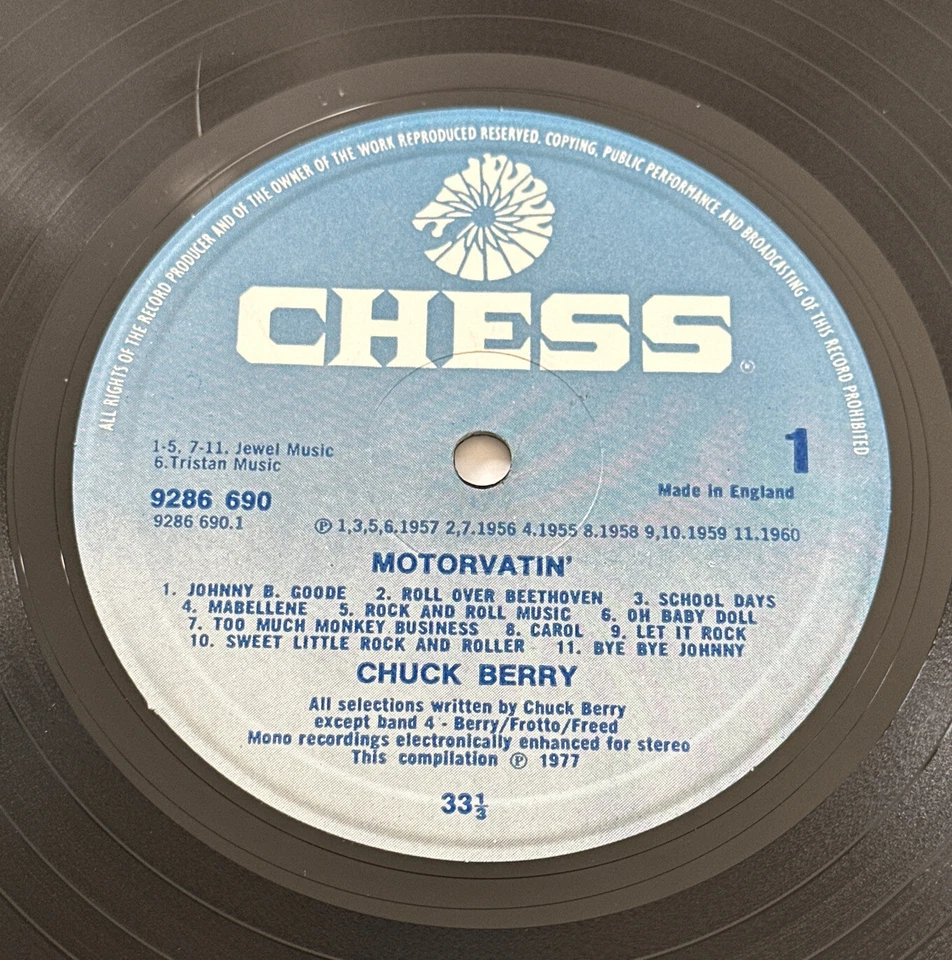 ALL RIGHTS OF THE RECORD PRODUCER AND OF THE OWNER OF THE WORK REPRODUCED RESERVED. COPYING, PUBLIC PERFORMANCE AND BROADCASTING OF THIS RECORD PROHIBITED
CHESS®
1-5, 7-11. Jewel Music
6.Tristan Music
1
9286 690
Made in England
9286 690.1
℗ 1,3,5,6.1957 2,7.1956 4.1955 8.1958 9,10.1959 11.1960
MOTORVATIN'
1. JOHNNY B. GOODE 2. ROLL OVER BEETHOVEN 3. SCHOOL DAYS
4. MABELLENE 5. ROCK AND ROLL MUSIC 6. OH BABY DOLL
7. TOO MUCH MONKEY BUSINESS 8. CAROL 9. LET IT ROCK
10. SWEET LITTLE ROCK AND ROLLER 11. BYE BYE JOHNNY
CHUCK BERRY
All selections written by Chuck Berry
except band 4 - Berry/Frotto/Freed
Mono recordings electronically enhanced for stereo
This compilation ℗ 1977
33⅓